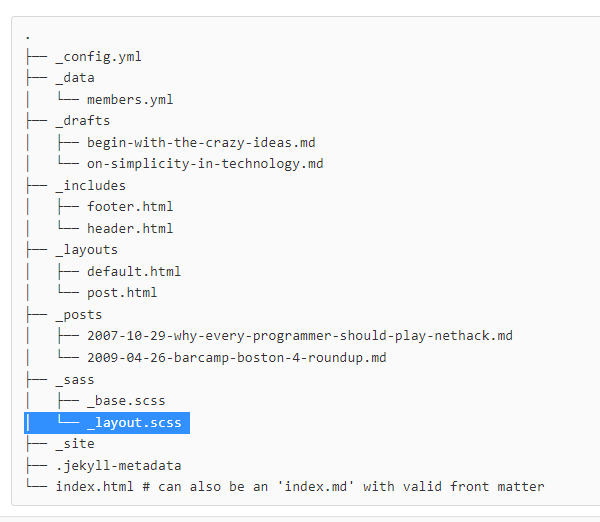 .
├── _config.yml
├── _data
│   └── members.yml
├── _drafts
│   ├── begin-with-the-crazy-ideas.md
│   └── on-simplicity-in-technology.md
├── _includes
│   ├── footer.html
│   └── header.html
├── _layouts
│   ├── default.html
│   └── post.html
├── _posts
│   ├── 2007-10-29-why-every-programmer-should-play-nethack.md
│   └── 2009-04-26-barcamp-boston-4-roundup.md
├── _sass
│   ├── _base.scss
│   └── _layout.scss
├── _site
├── .jekyll-metadata
└── index.html # can also be an 'index.md' with valid front matter